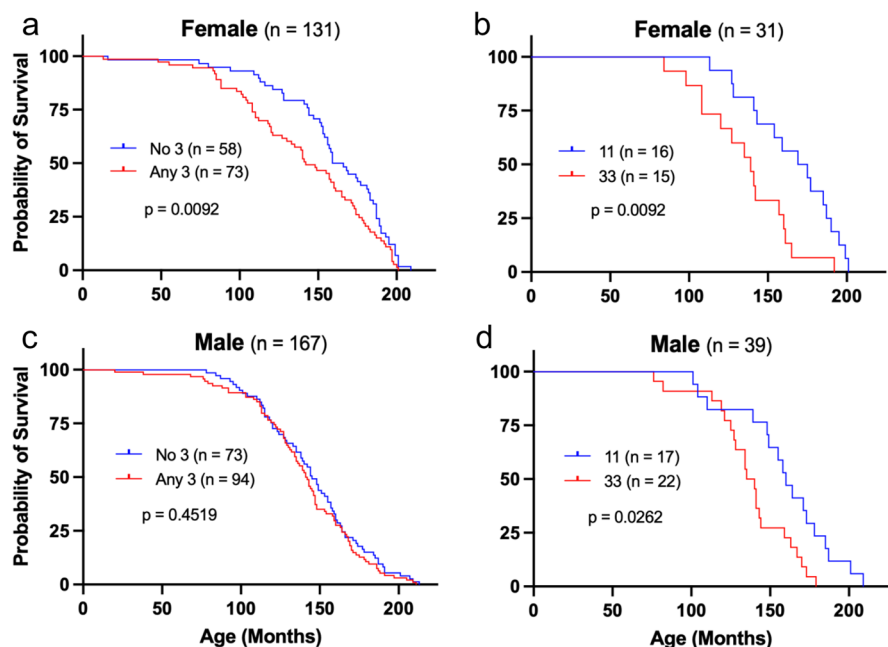 a
Female (n = 131)
Probability of Survival
100
75
50
25
0
No 3 (n = 58)
Any 3 (n = 73)
p = 0.0092
0 50 100 150 200
b
Female (n = 31)
100
75
50
25
0
11 (n = 16)
33 (n = 15)
p = 0.0092
0 50 100 150 200
c
Male (n = 167)
Probability of Survival
100
75
50
25
0
No 3 (n = 73)
Any 3 (n = 94)
p = 0.4519
0 50 100 150 200
Age (Months)
d
Male (n = 39)
100
75
50
25
0
11 (n = 17)
33 (n = 22)
p = 0.0262
0 50 100 150 200
Age (Months)